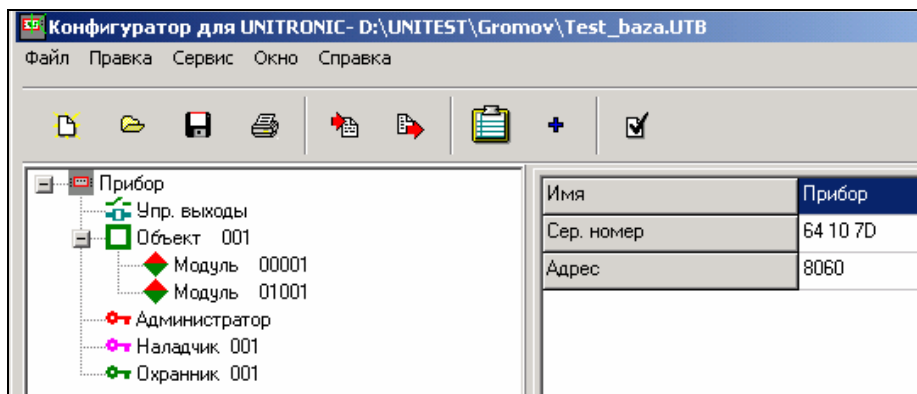 Конфигуратор для UNITRONIC- D:\UNITEST\Gromov\Test_baza.UTB
Файл Правка Сервис Окно Справка
Прибор
Упр. выходы
Объект 001
Модуль 00001
Модуль 01001
Администратор
Наладчик 001
Охранник 001
Имя Прибор
Сер. номер 64 10 7D
Адрес 8060